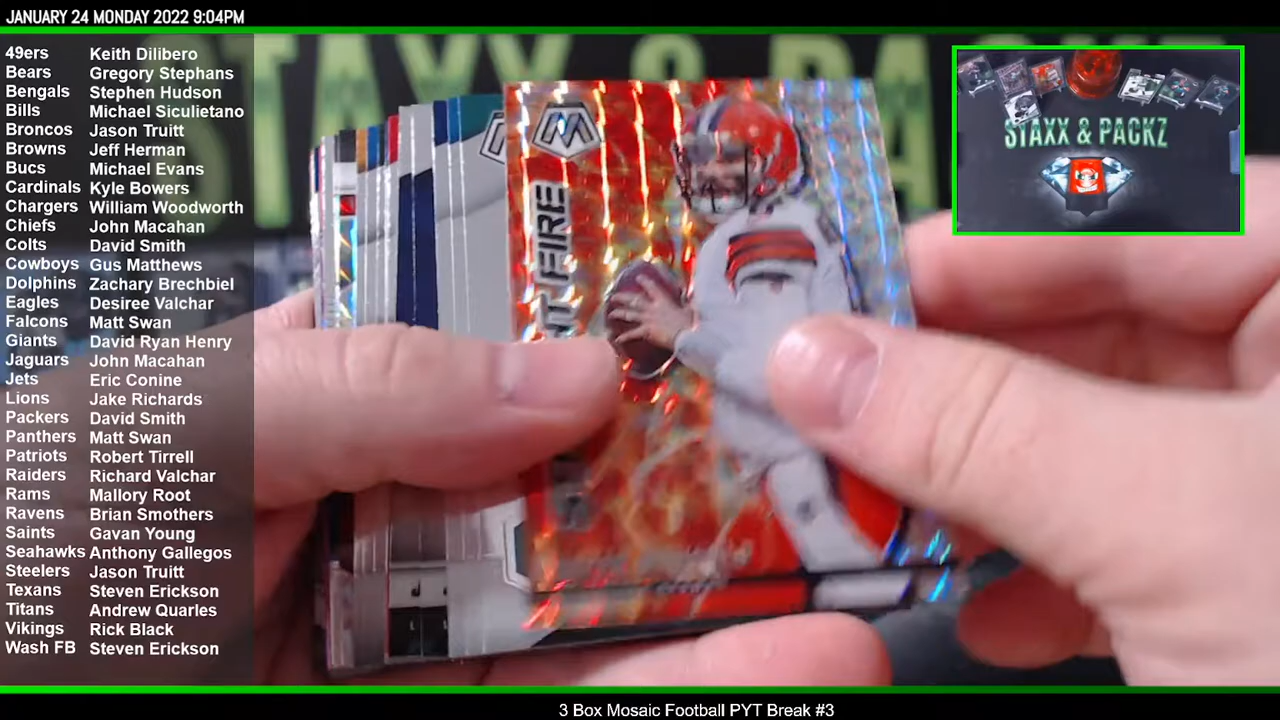 JANUARY 24 MONDAY 2022 9:04PM
49ers Keith Dilibero
Bears Gregory Stephans
Bengals Stephen Hudson
Bills Michael Siculietano
Broncos Jason Truitt
Browns Jeff Herman
Bucs Michael Evans
Cardinals Kyle Bowers
Chargers William Woodworth
Chiefs John Macahan
Colts David Smith
Cowboys Gus Matthews
Dolphins Zachary Brechbiel
Eagles Desiree Valchar
Falcons Matt Swan
Giants David Ryan Henry
Jaguars John Macahan
Jets Eric Conine
Lions Jake Richards
Packers David Smith
Panthers Matt Swan
Patriots Robert Tirrell
Raiders Richard Valchar
Rams Mallory Root
Ravens Brian Smothers
Saints Gavan Young
Seahawks Anthony Gallegos
Steelers Jason Truitt
Texans Steven Erickson
Titans Andrew Quarles
Vikings Rick Black
Wash FB Steven Erickson
STAXX & PACKZ
FIRE
STAXX & PACKZ
3 Box Mosaic Football PYT Break #3